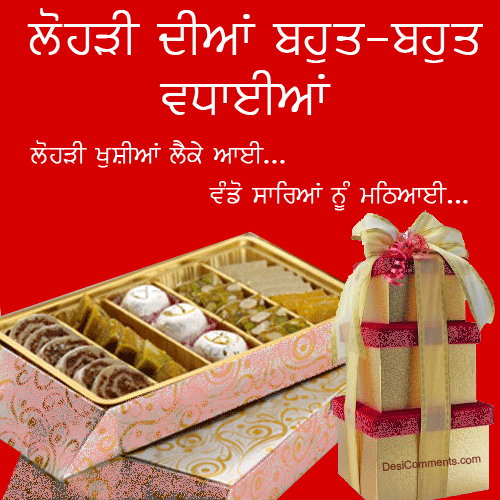 ਲੋਹੜੀ ਦੀਆਂ ਬਹੁਤ-ਬਹੁਤ
ਵਧਾਈਆਂ
ਲੋਹੜੀ ਖੁਸ਼ੀਆਂ ਲੈਕੇ ਆਈ...
ਵੰਡੋ ਸਾਰਿਆਂ ਨੂੰ ਮਠਿਆਈ...
DesiComments.com